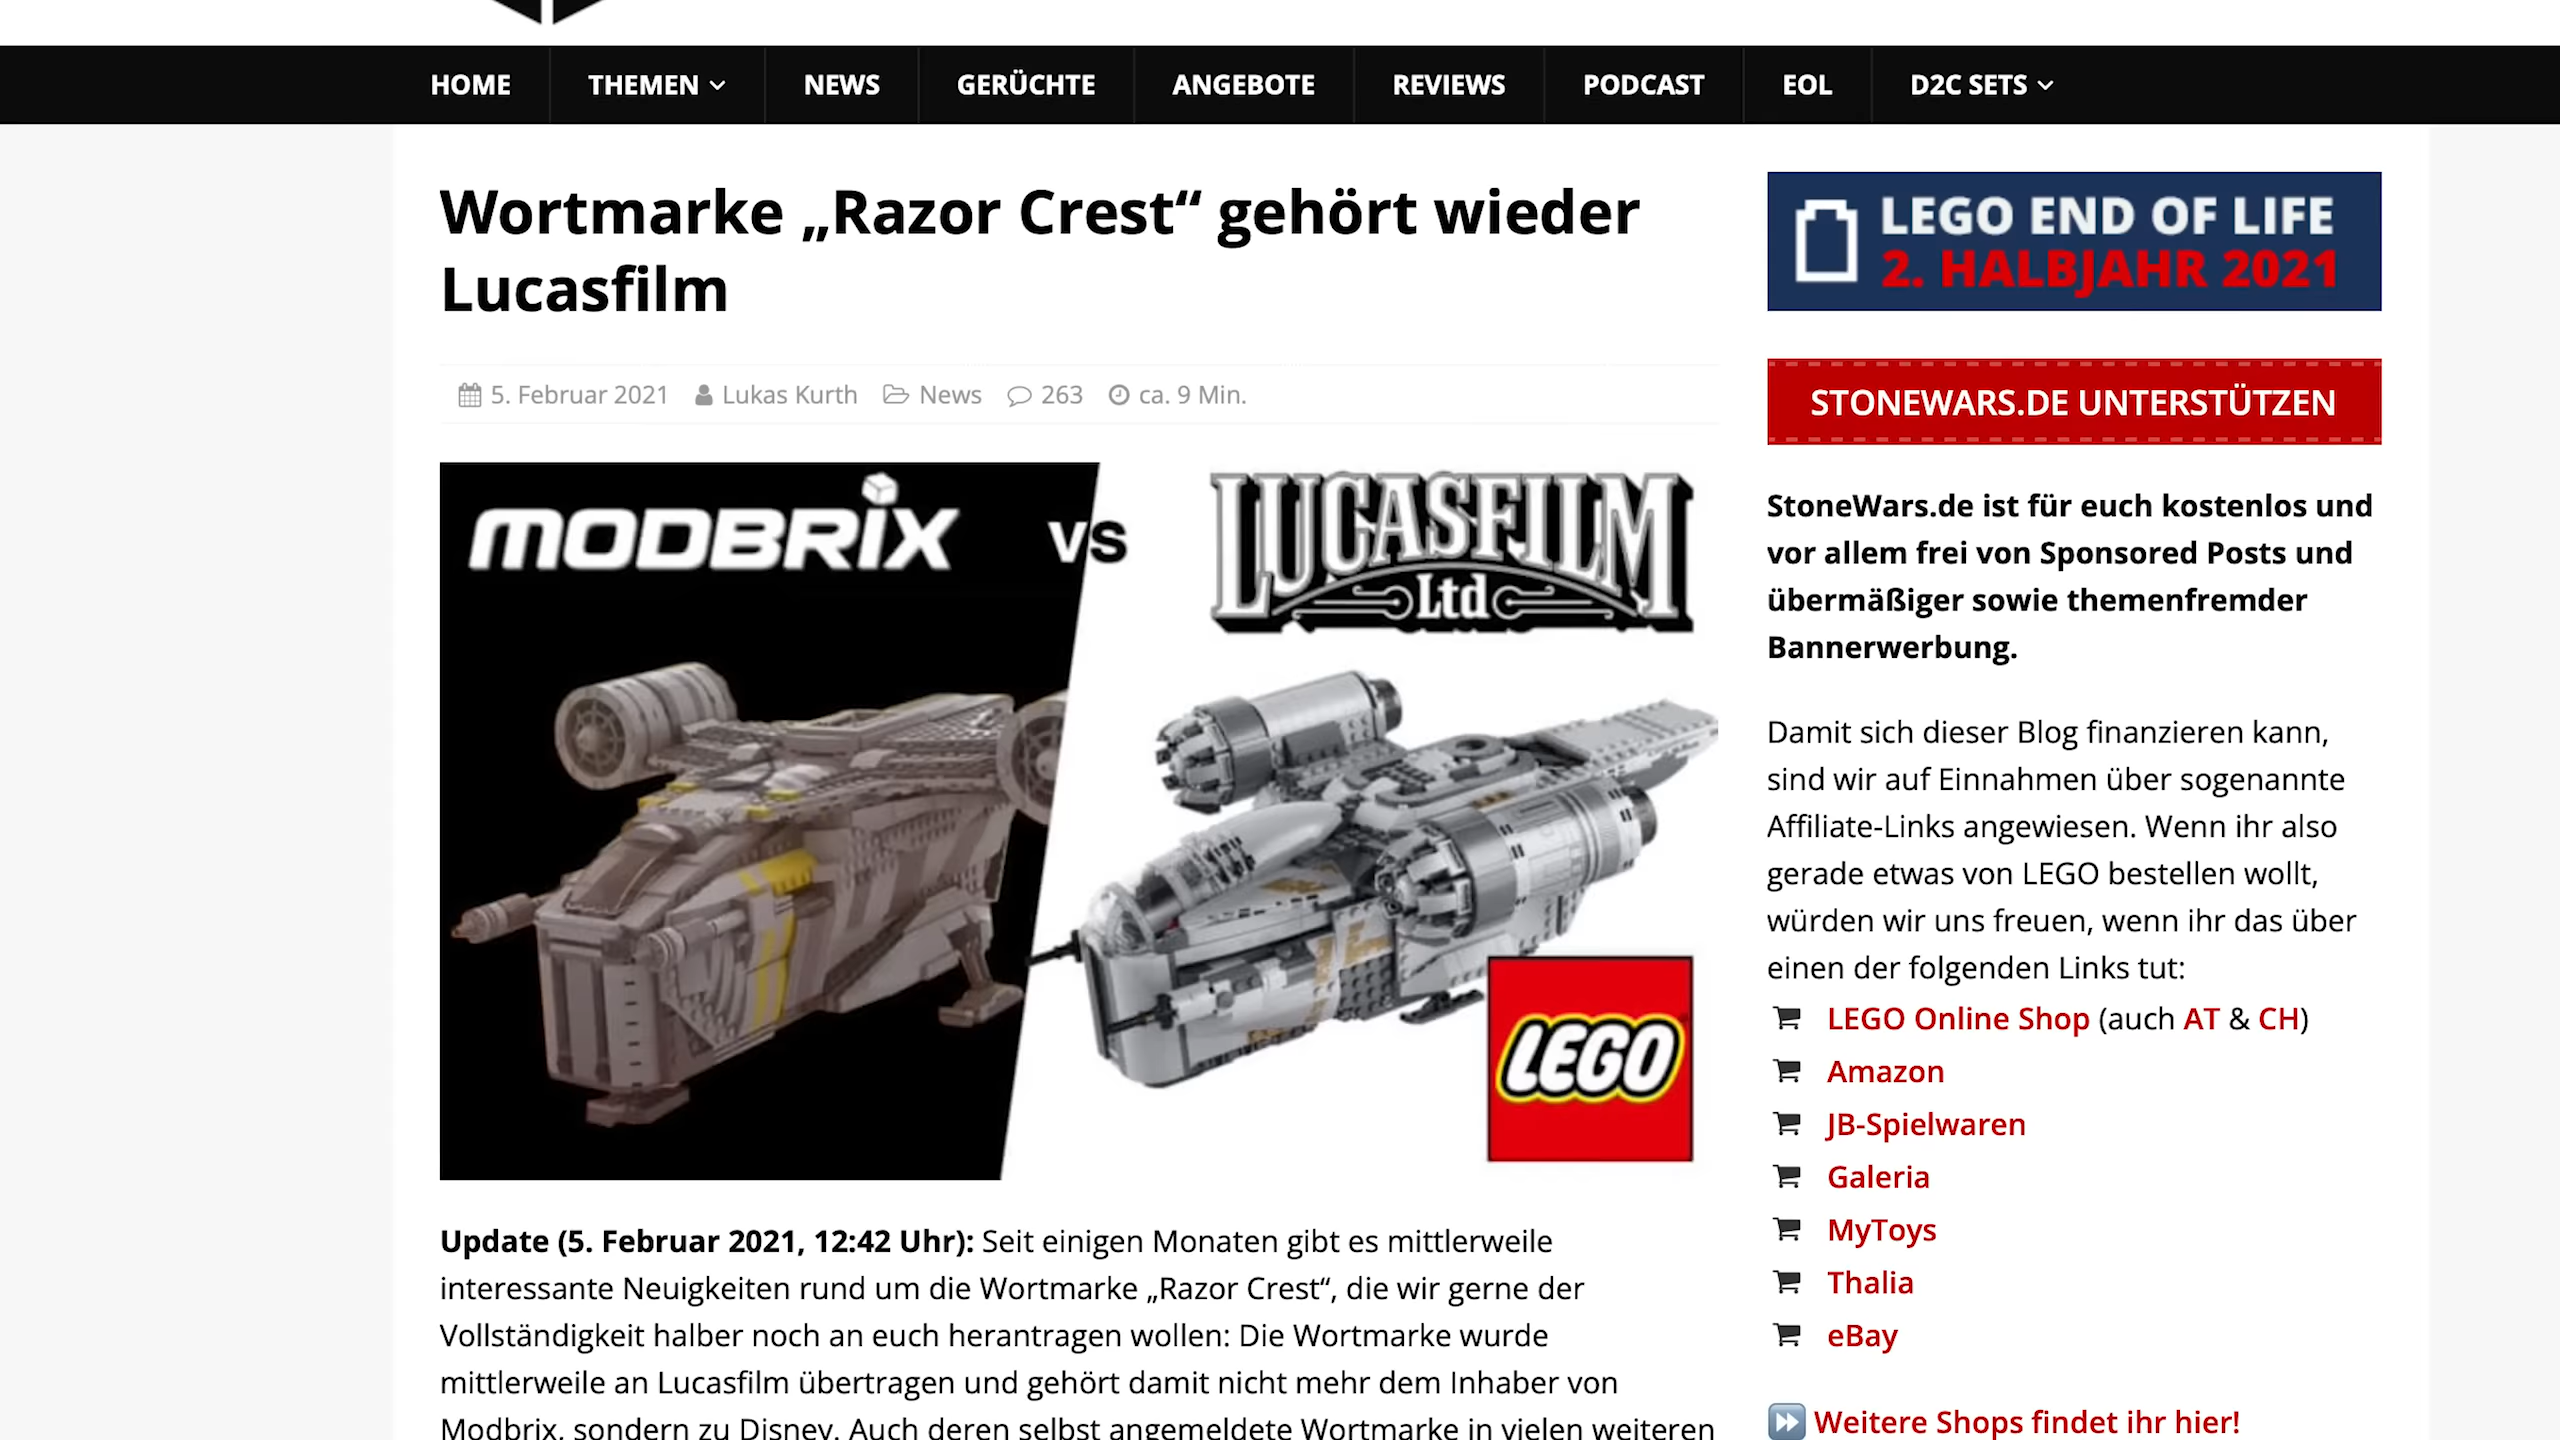 HOME THEMEN NEWS GERÜCHTE ANGEBOTE REVIEWS PODCAST EOL D2C SETS
Wortmarke „Razor Crest“ gehört wieder
Lucasfilm
5. Februar 2021 Lukas Kurth News 263 ca. 9 Min.
MODBRIX vs LUCASFILM
Ltd
LEGO
Update (5. Februar 2021, 12:42 Uhr): Seit einigen Monaten gibt es mittlerweile
interessante Neuigkeiten rund um die Wortmarke „Razor Crest“, die wir gerne der
Vollständigkeit halber noch an euch herantragen wollen: Die Wortmarke wurde
mittlerweile an Lucasfilm übertragen und gehört damit nicht mehr dem Inhaber von
Modbrix, sondern zu Disney. Auch deren selbst angemeldete Wortmarke in vielen weiteren
LEGO END OF LIFE
2. HALBJAHR 2021
STONEWARS.DE UNTERSTÜTZEN
StoneWars.de ist für euch kostenlos und
vor allem frei von Sponsored Posts und
übermäßiger sowie themenfremder
Bannerwerbung.
Damit sich dieser Blog finanzieren kann,
sind wir auf Einnahmen über sogenannte
Affiliate-Links angewiesen. Wenn ihr also
gerade etwas von LEGO bestellen wollt,
würden wir uns freuen, wenn ihr das über
einen der folgenden Links tut:
LEGO Online Shop (auch AT & CH)
Amazon
JB-Spielwaren
Galeria
MyToys
Thalia
eBay
Weitere Shops findet ihr hier!